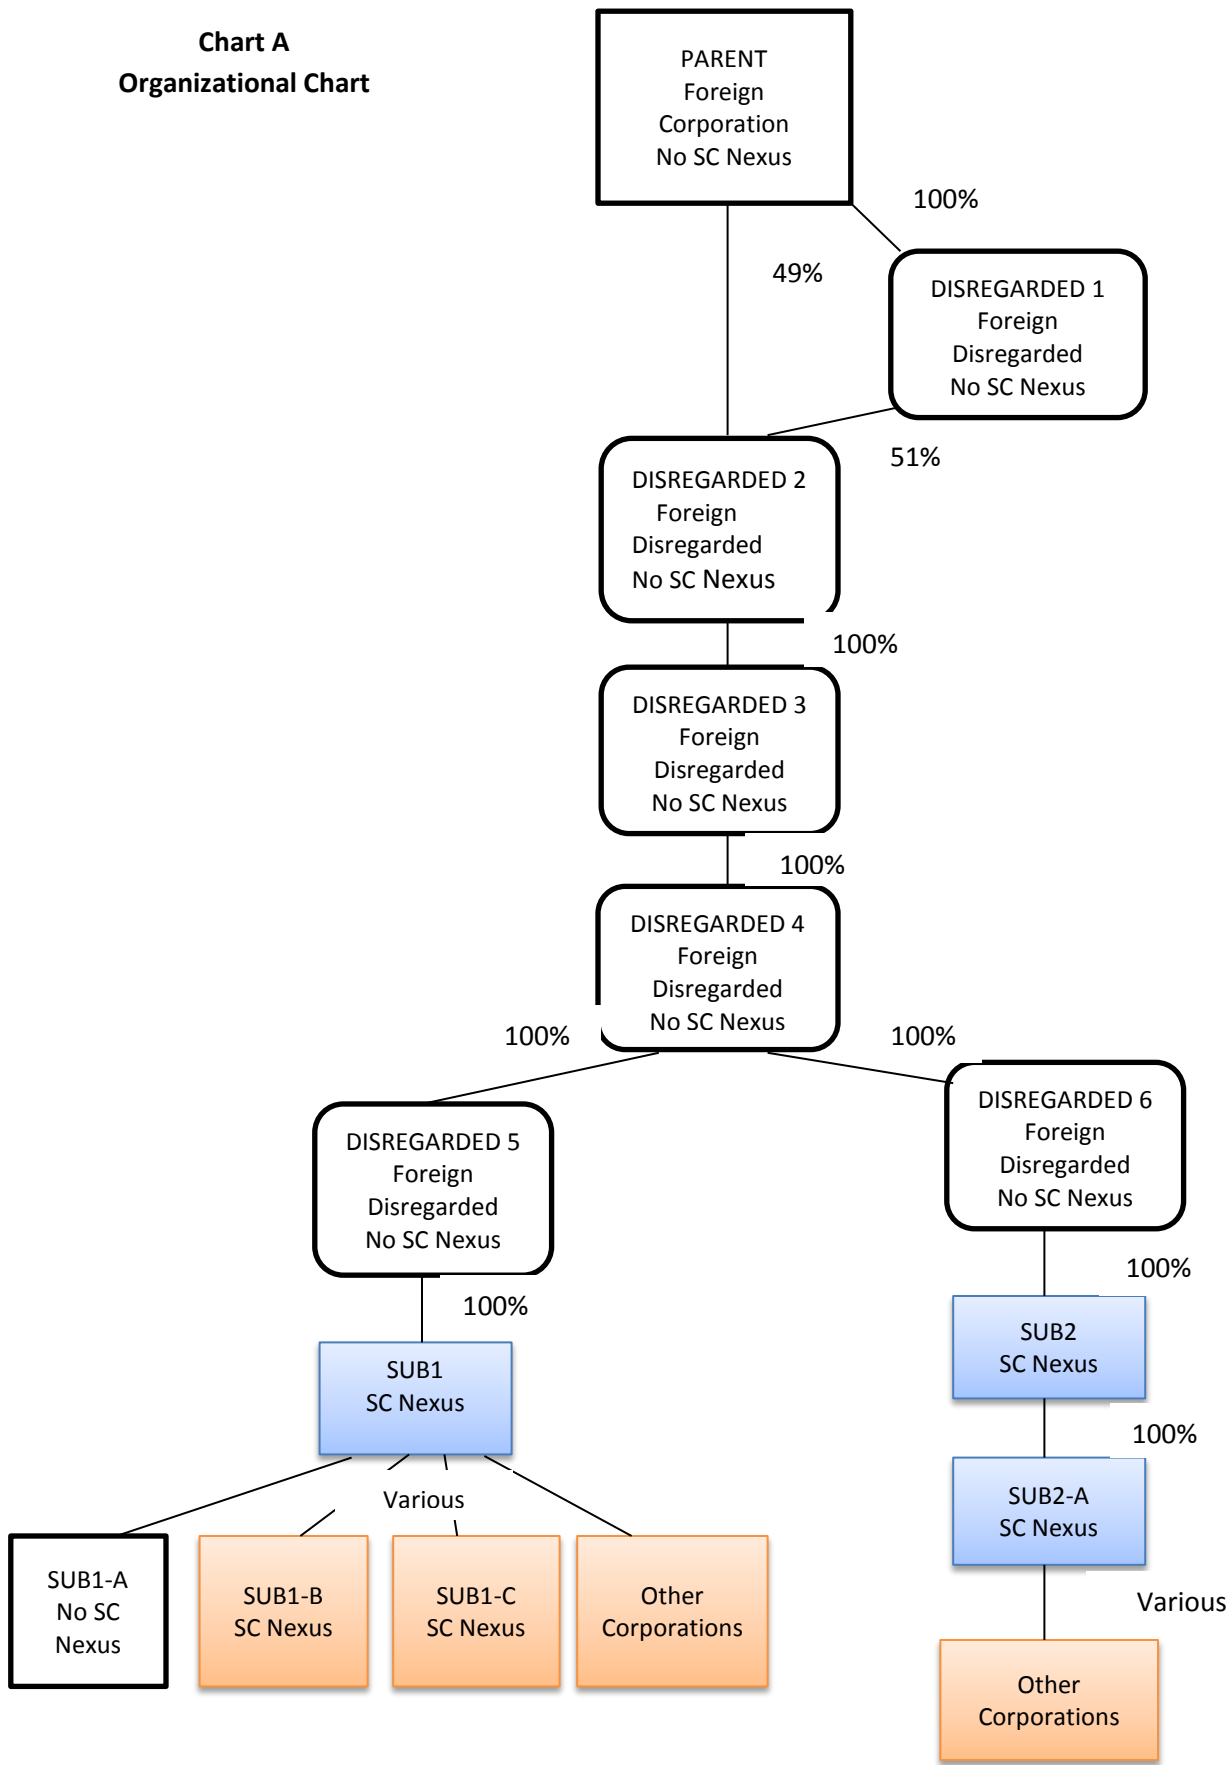 Chart A
Organizational Chart
PARENT
Foreign
Corporation
No SC Nexus
100%
49%
DISREGARDED 1
Foreign
Disregarded
No SC Nexus
51%
DISREGARDED 2
Foreign
Disregarded
No SC Nexus
100%
DISREGARDED 3
Foreign
Disregarded
No SC Nexus
100%
DISREGARDED 4
Foreign
Disregarded
No SC Nexus
100%
100%
DISREGARDED 5
Foreign
Disregarded
No SC Nexus
DISREGARDED 6
Foreign
Disregarded
No SC Nexus
100%
100%
SUB1
SC Nexus
SUB2
SC Nexus
100%
Various
SUB2-A
SC Nexus
SUB1-A
No SC
Nexus
SUB1-B
SC Nexus
SUB1-C
SC Nexus
Other
Corporations
Various
Other
Corporations